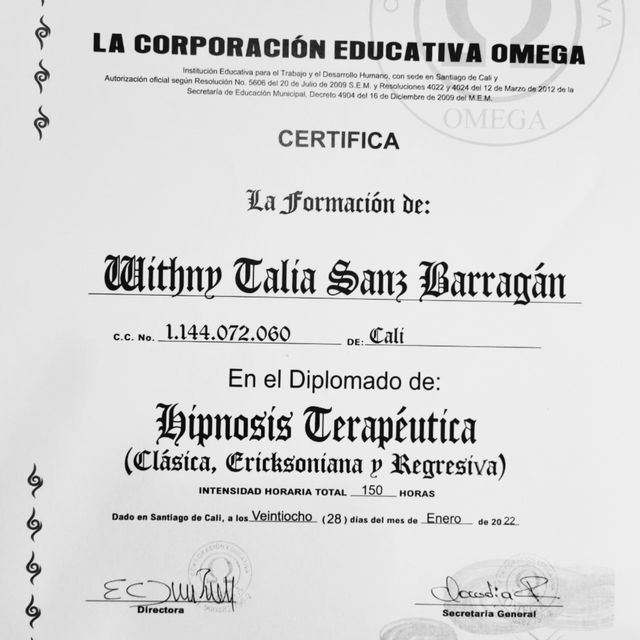 LA CORPORACIÓN EDUCATIVA OMEGA
Institución Educativa para el Trabajo y el Desarrollo Humano, con sede en Santiago de Cali y
Autorización oficial según Resolución No. 5606 del 20 de Julio de 2009 S.E.M. y Resoluciones 4022 y 4024 del 12 de Marzo de 2012 de la
Secretaría de Educación Municipal. Decreto 4904 del 16 de Diciembre de 2009 del M.E.M.
OMEGA
CERTIFICA
La Formación de:
Withny Talia Sanz Barragán
C.C. No. 1.144.072.060 DE: Cali
En el Diplomado de:
Hipnosis Terapéutica
(Clásica, Ericksoniana y Regresiva)
INTENSIDAD HORARIA TOTAL 150 HORAS
Dado en Santiago de Cali, a los Veintiocho (28) días del mes de Enero de 2022
Claudia R.
Directora
Secretaria General